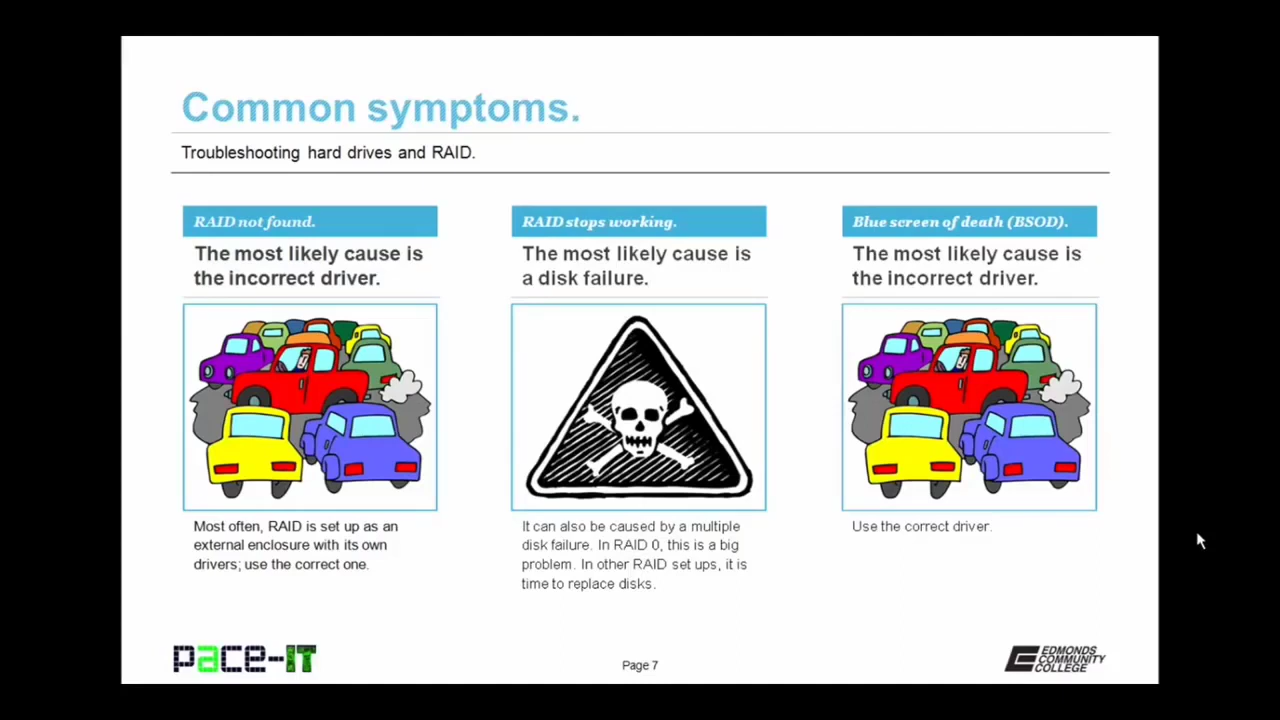 Common symptoms.
Troubleshooting hard drives and RAID.
RAID not found.
The most likely cause is
the incorrect driver.
Most often, RAID is set up as an
external enclosure with its own
drivers; use the correct one.
RAID stops working.
The most likely cause is
a disk failure.
It can also be caused by a multiple
disk failure. In RAID 0, this is a big
problem. In other RAID set ups, it is
time to replace disks.
Blue screen of death (BSOD).
The most likely cause is
the incorrect driver.
Use the correct driver.
pace-IT
Page 7
EDMONDS
COMMUNITY
COLLEGE